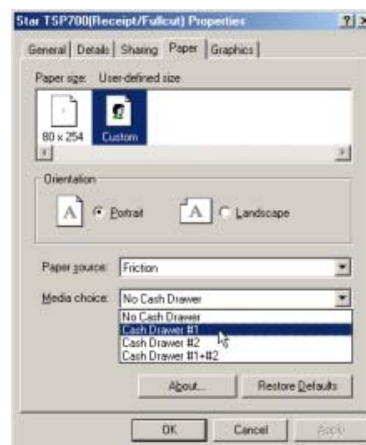 Star TSP700(Receipt/Fullcut) Properties
General Details Sharing Paper Graphics
Paper size: User-defined size
80 x 254 Custom
Orientation
A Portrait A Landscape
Paper source: Friction
Media choice: No Cash Drawer
No Cash Drawer
Cash Drawer #1
Cash Drawer #2
Cash Drawer #1+#2
About... Restore Defaults
OK Cancel Apply